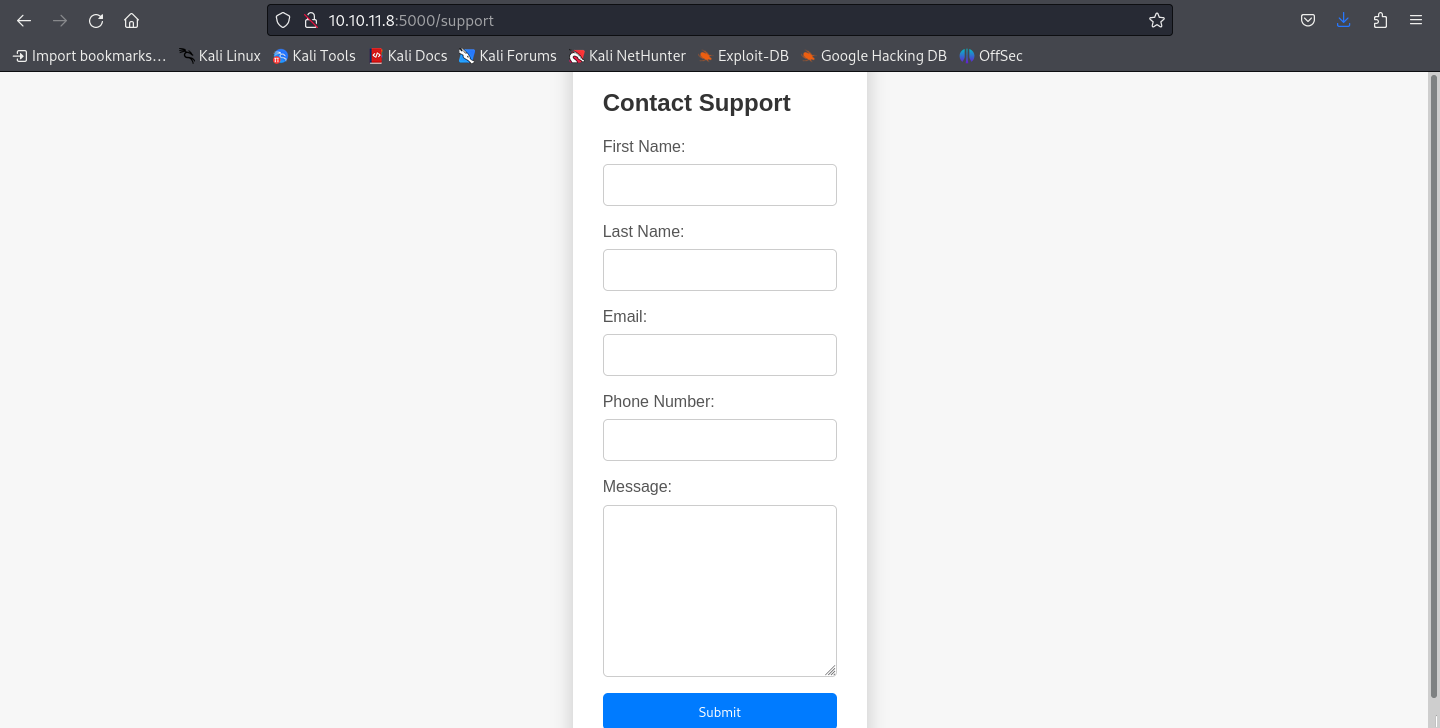 10.10.11.8:5000/support
Import bookmarks... Kali Linux Kali Tools Kali Docs Kali Forums Kali NetHunter Exploit-DB Google Hacking DB OffSec
Contact Support
First Name:
Last Name:
Email:
Phone Number:
Message:
Submit